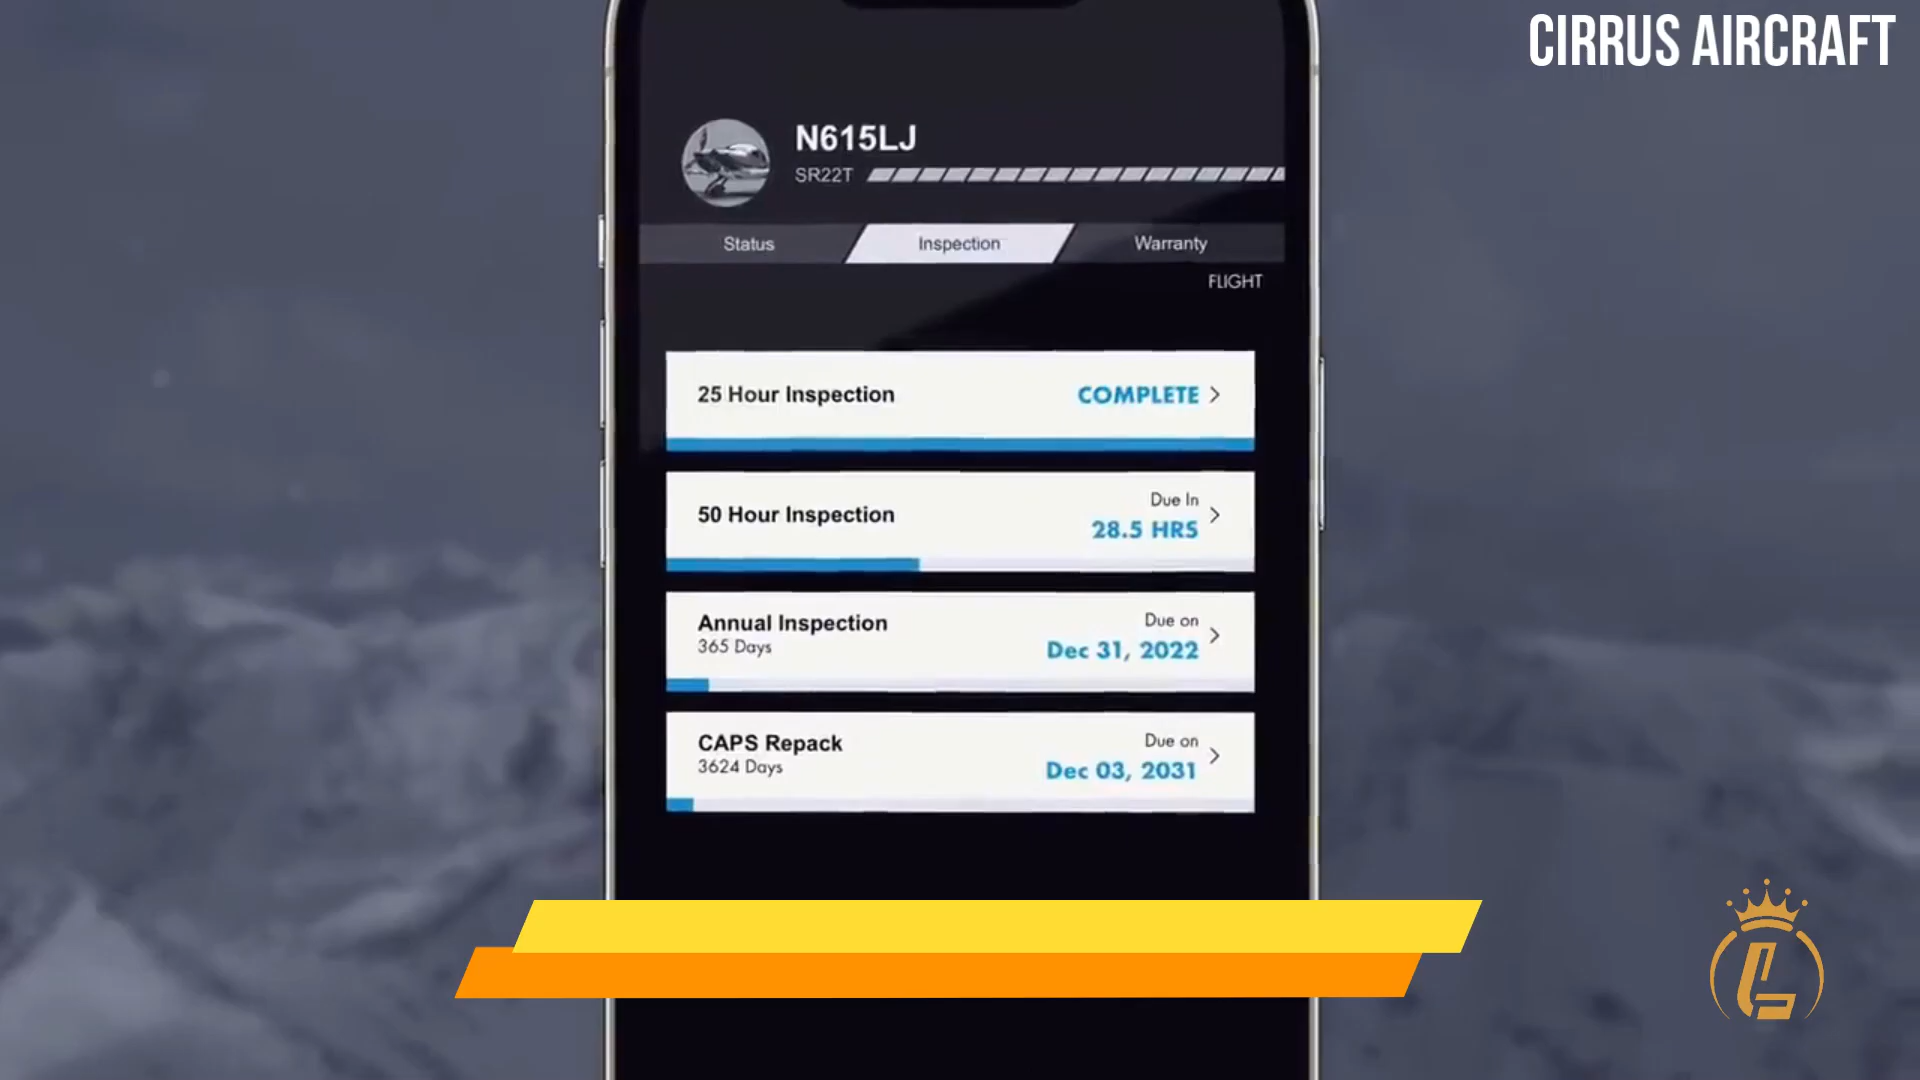 CIRRUS AIRCRAFT
N615LJ
SR22T
Status
Inspection
Warranty
FLIGHT
25 Hour Inspection
COMPLETE
50 Hour Inspection
Due In
28.5 HRS
Annual Inspection
365 Days
Due on
Dec 31, 2022
CAPS Repack
3624 Days
Due on
Dec 03, 2031